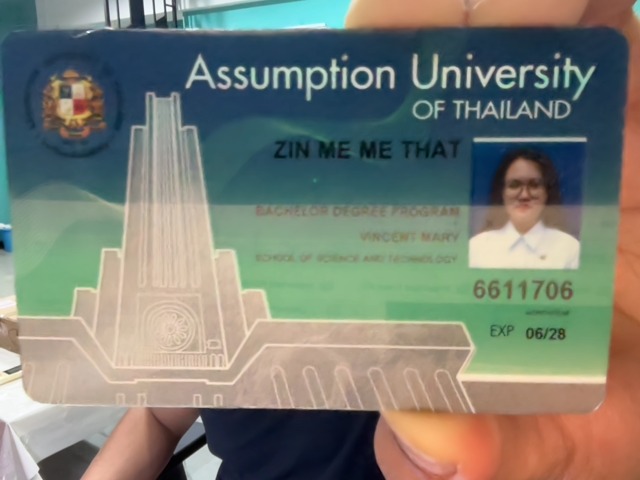 Assumption University
OF THAILAND
ZIN ME ME THAT
BACHELOR DEGREE PROGRAM
VINCENT MARY
SCHOOL OF SCIENCE AND TECHNOLOGY
6611706
EXP 06/28